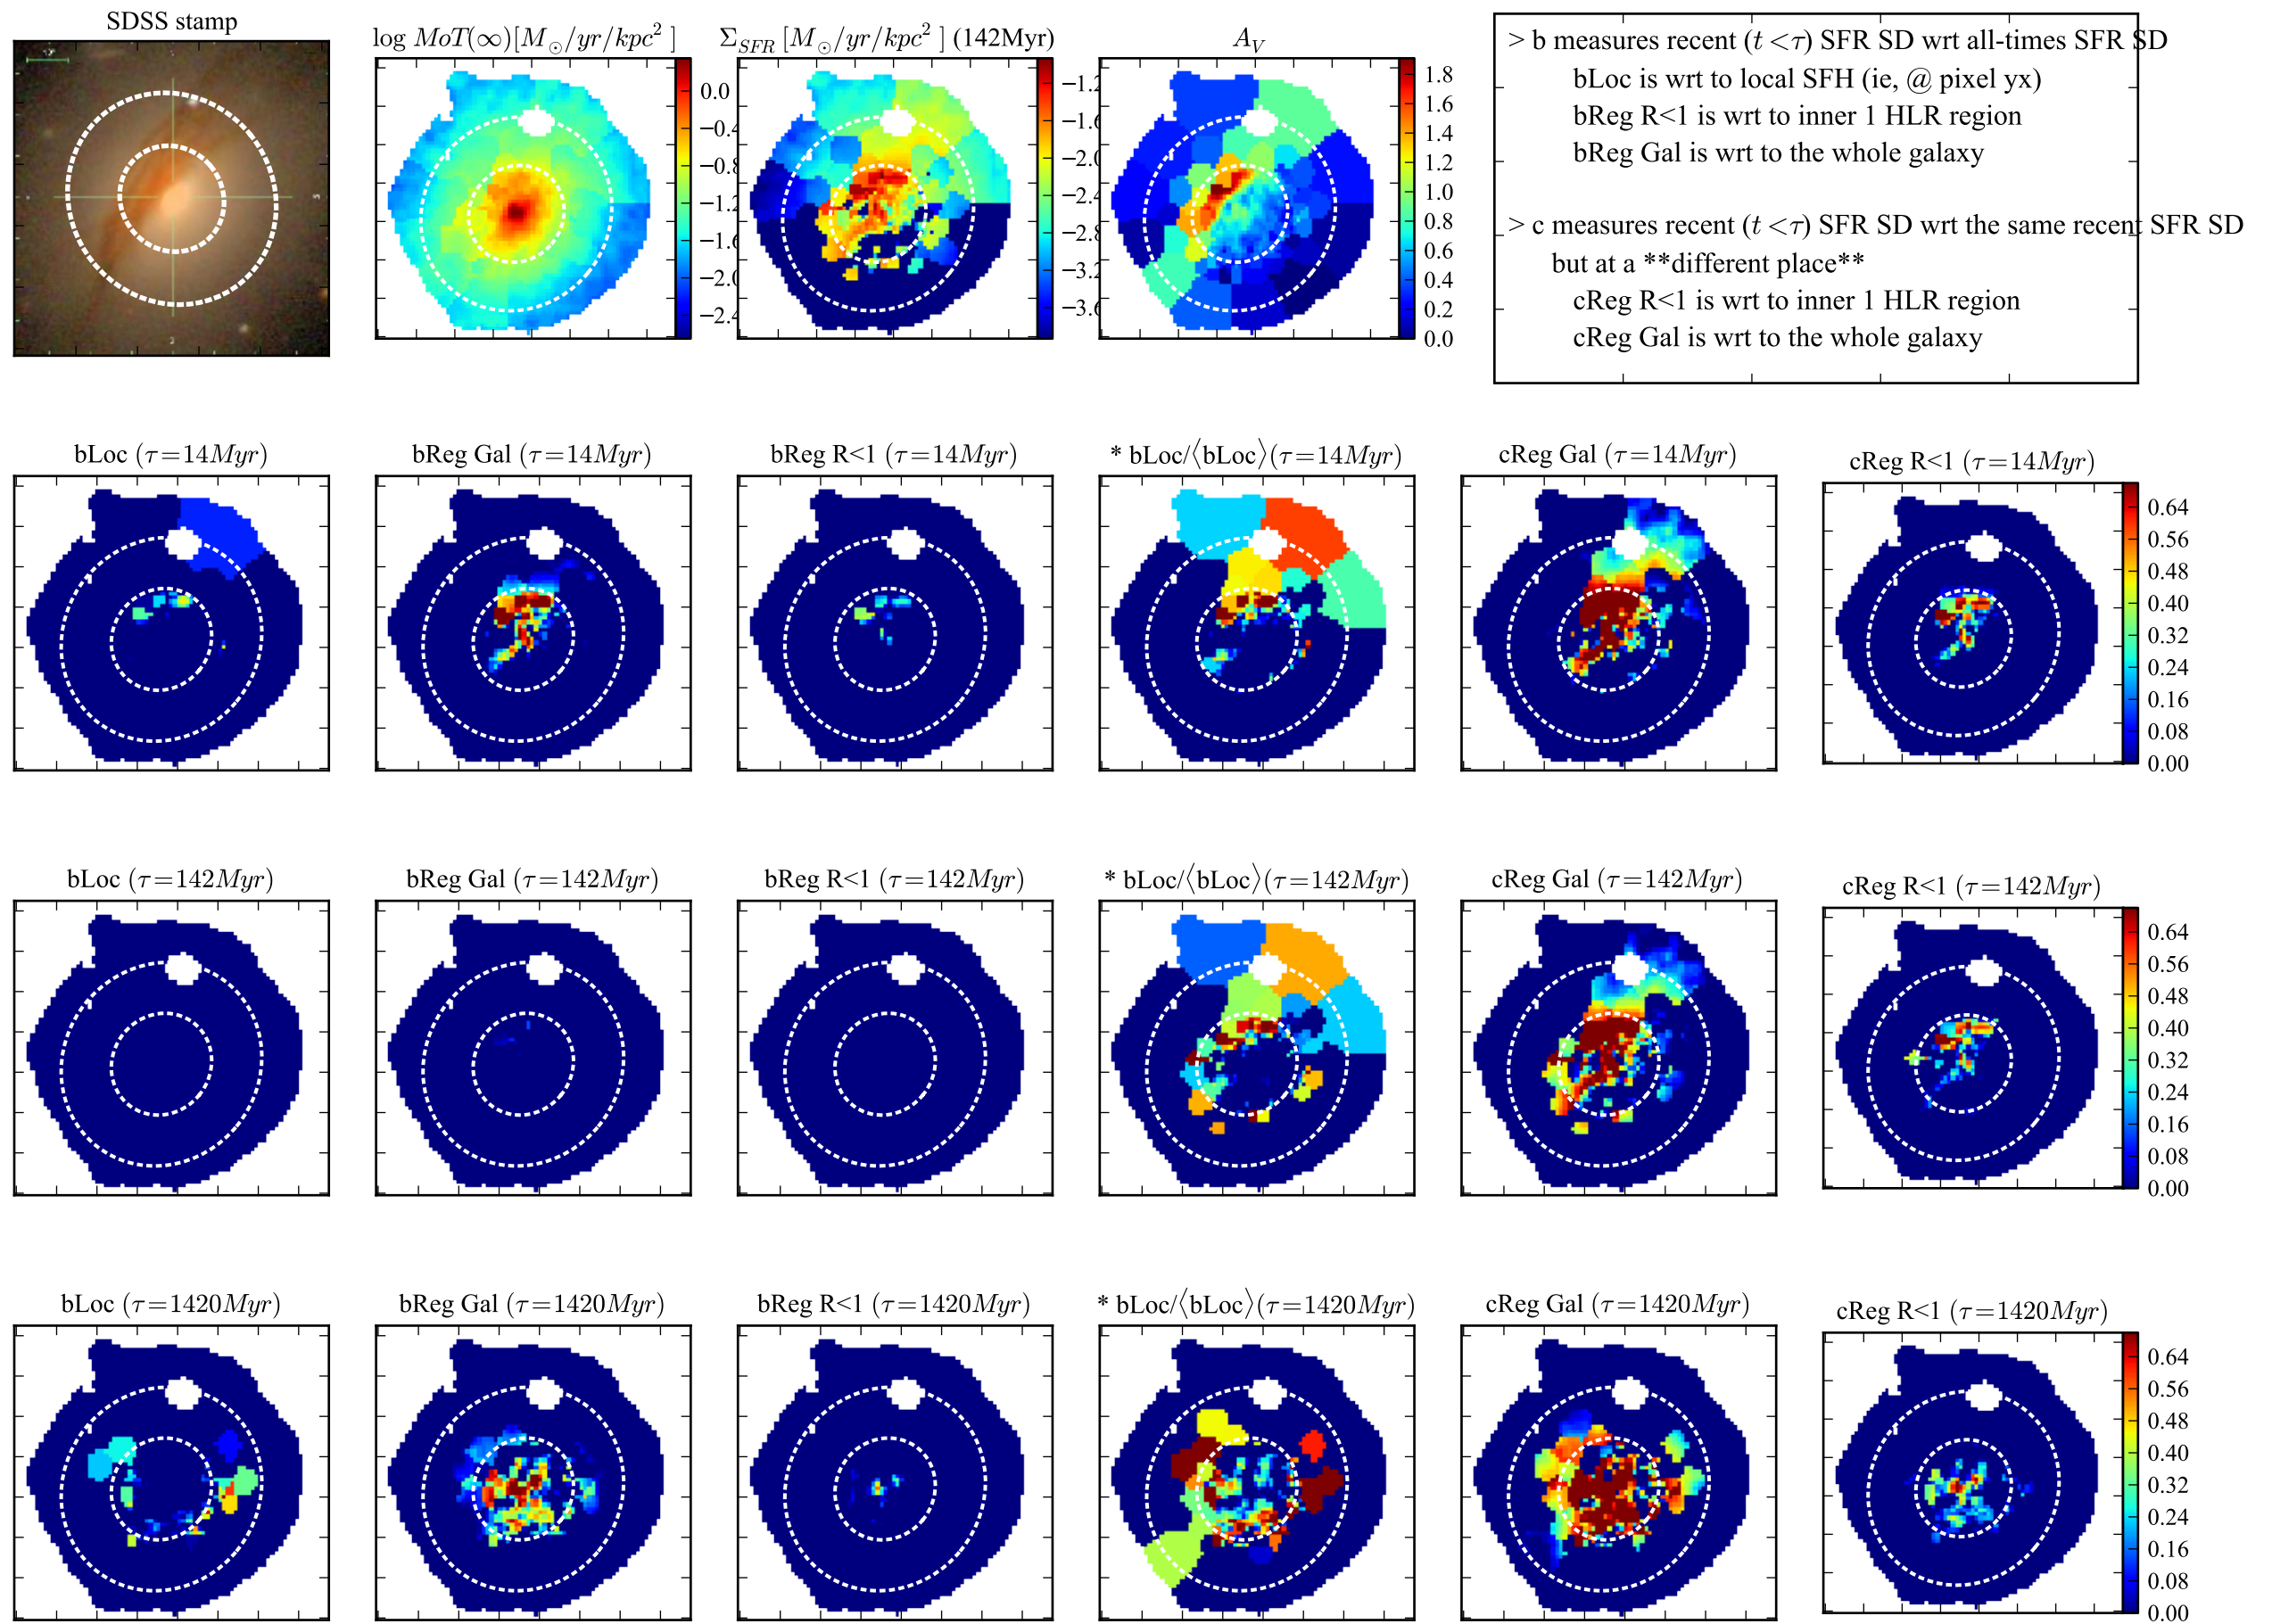 SDSS stamp
log MoT(∞)[M⊙/yr/kpc²]
Σ_SFR [M⊙/yr/kpc²] (142Myr)
A_V
0.0
−0.4
−0.8
−1.2
−1.6
−2.0
−2.4
−1.2
−1.6
−2.0
−2.4
−2.8
−3.2
−3.6
1.8
1.6
1.4
1.2
1.0
0.8
0.6
0.4
0.2
0.0
> b measures recent (t <τ) SFR SD wrt all-times SFR SD
bLoc is wrt to local SFH (ie, @ pixel yx)
bReg R<1 is wrt to inner 1 HLR region
bReg Gal is wrt to the whole galaxy
> c measures recent (t <τ) SFR SD wrt the same recent SFR SD
but at a **different place**
cReg R<1 is wrt to inner 1 HLR region
cReg Gal is wrt to the whole galaxy
bLoc (τ=14Myr)
bReg Gal (τ=14Myr)
bReg R<1 (τ=14Myr)
* bLoc/⟨bLoc⟩(τ=14Myr)
cReg Gal (τ=14Myr)
cReg R<1 (τ=14Myr)
0.64
0.56
0.48
0.40
0.32
0.24
0.16
0.08
0.00
bLoc (τ=142Myr)
bReg Gal (τ=142Myr)
bReg R<1 (τ=142Myr)
* bLoc/⟨bLoc⟩(τ=142Myr)
cReg Gal (τ=142Myr)
cReg R<1 (τ=142Myr)
0.64
0.56
0.48
0.40
0.32
0.24
0.16
0.08
0.00
bLoc (τ=1420Myr)
bReg Gal (τ=1420Myr)
bReg R<1 (τ=1420Myr)
* bLoc/⟨bLoc⟩(τ=1420Myr)
cReg Gal (τ=1420Myr)
cReg R<1 (τ=1420Myr)
0.64
0.56
0.48
0.40
0.32
0.24
0.16
0.08
0.00